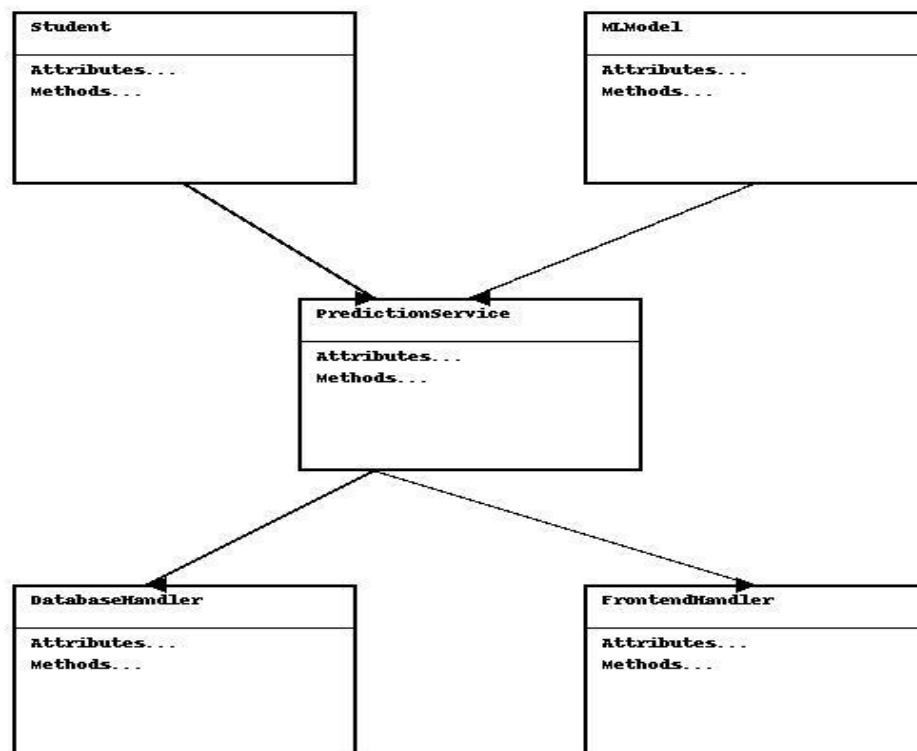 Student
Attributes...
Methods...
MLModel
Attributes...
Methods...
PredictionService
Attributes...
Methods...
DatabaseHandler
Attributes...
Methods...
FrontendHandler
Attributes...
Methods...